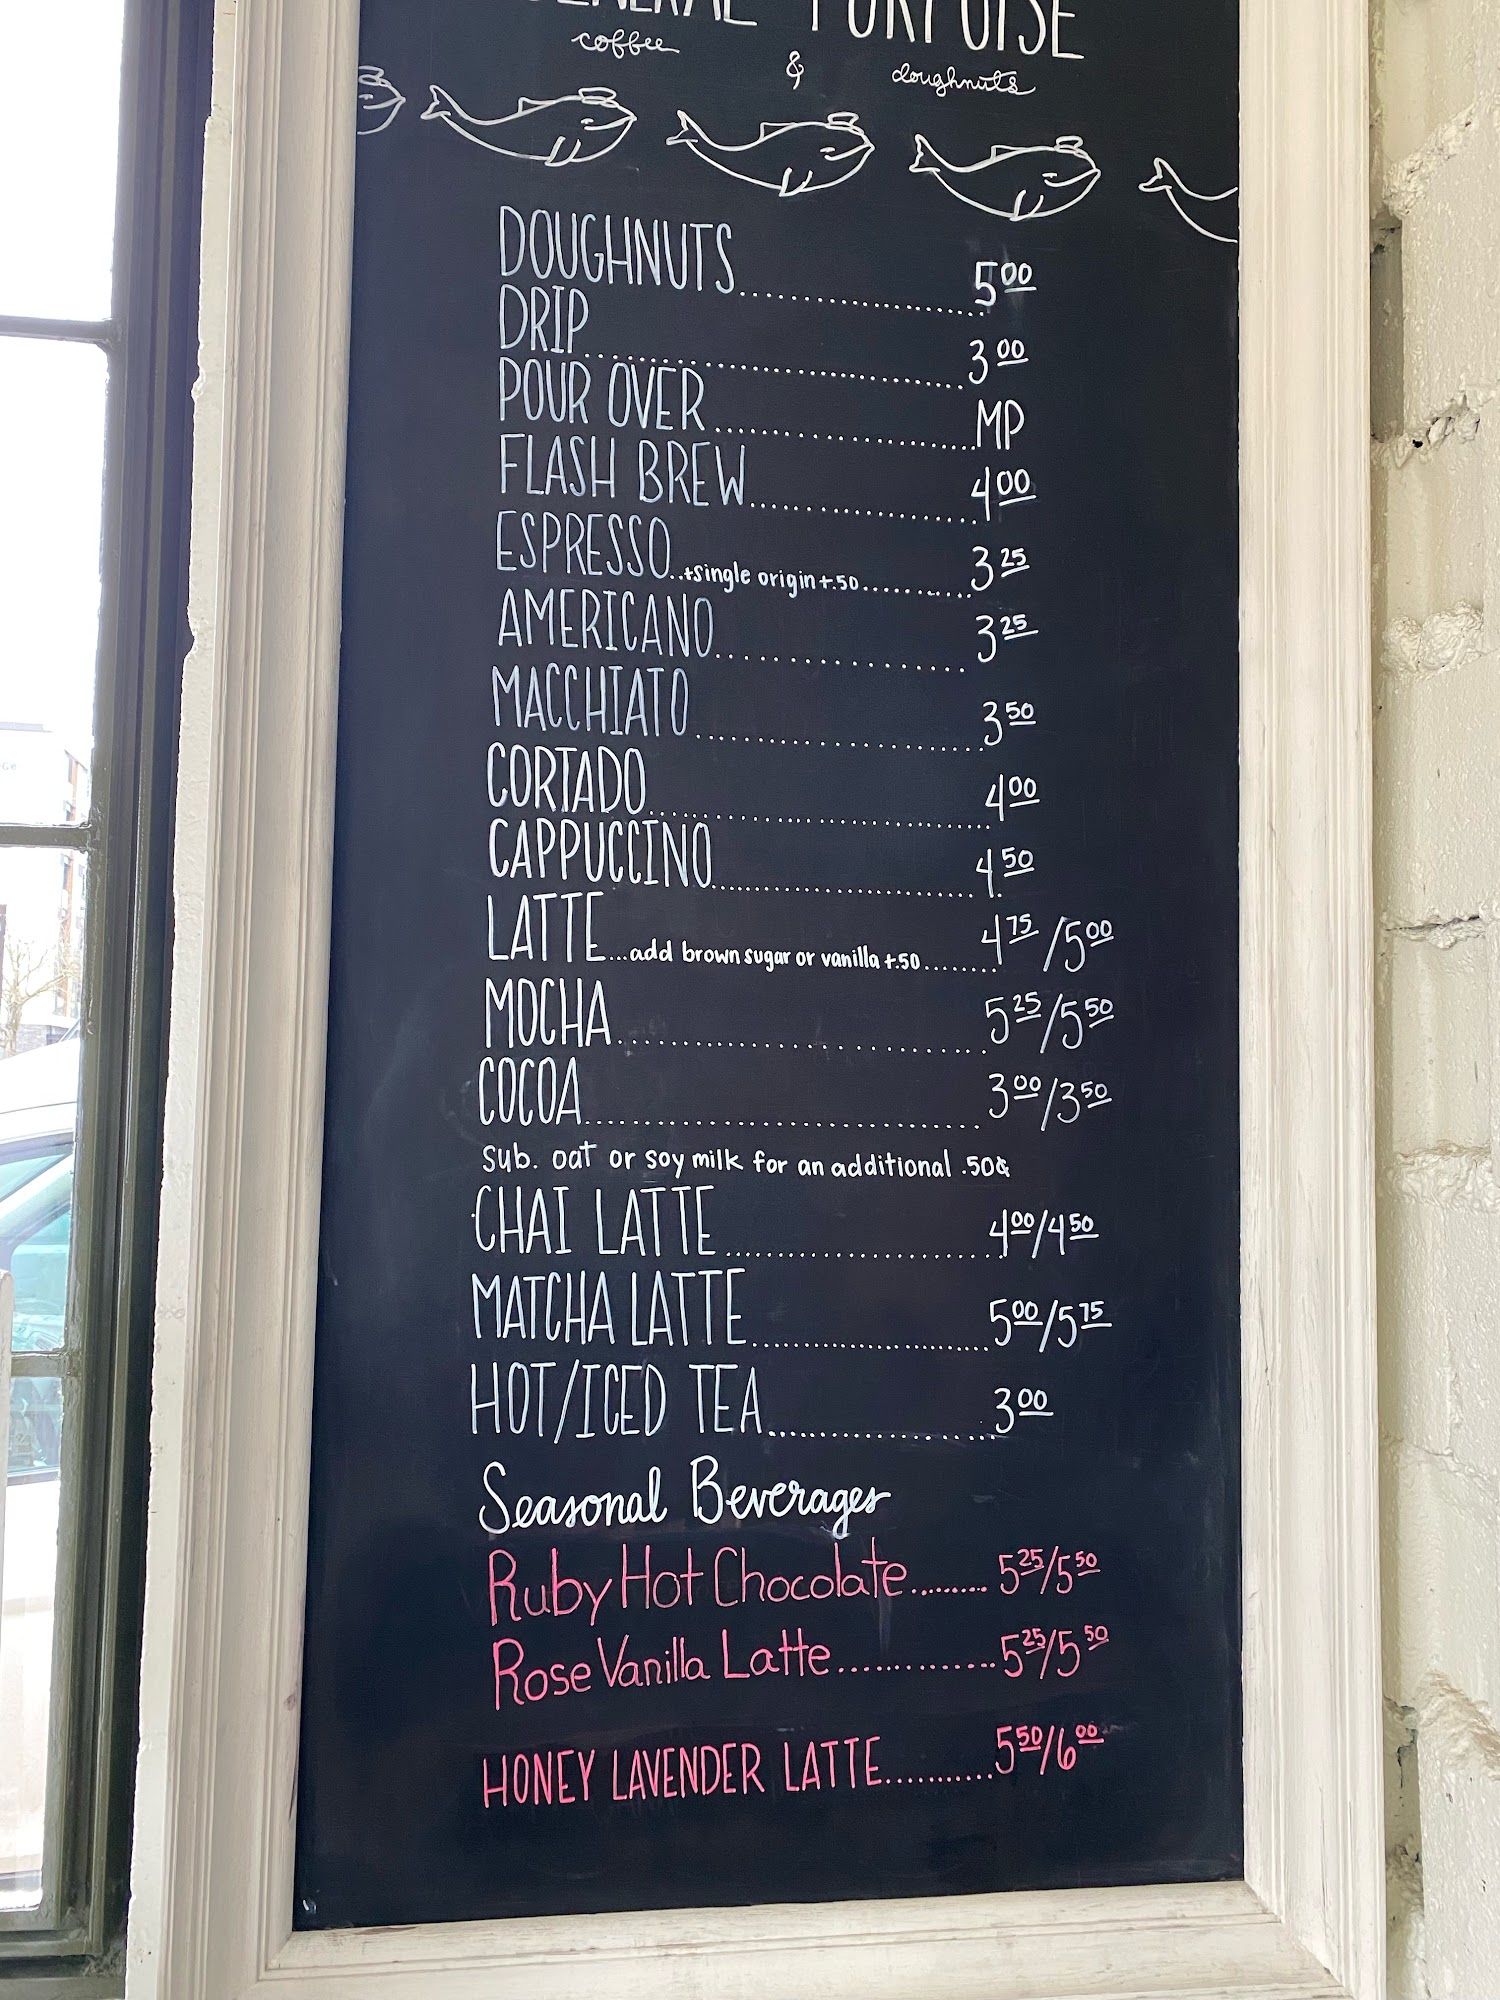 GENERAL PORPOISE
coffee & doughnuts
DOUGHNUTS.................5.00
DRIP.................3.00
POUR OVER.................MP
FLASH BREW.................4.00
ESPRESSO..+single origin +.50.........3.25
AMERICANO.................3.25
MACCHIATO.................3.50
CORTADO.................4.00
CAPPUCCINO.................4.50
LATTE...add brown sugar or vanilla +.50........4.75/5.00
MOCHA.................5.25/5.50
COCOA.................3.00/3.50
Sub. oat or soy milk for an additional .50¢
CHAI LATTE.................4.00/4.50
MATCHA LATTE.................5.00/5.75
HOT/ICED TEA.................3.00
Seasonal Beverages
Ruby Hot Chocolate.......... 5.25/5.50
Rose Vanilla Latte..............5.25/5.50
HONEY LAVENDER LATTE...........5.50/6.00